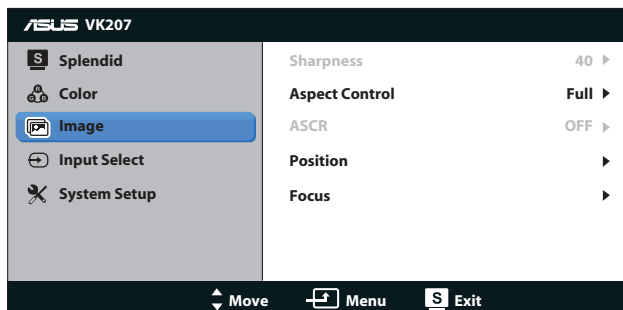 ASUS VK207
S Splendid
Color
Image
Input Select
System Setup
Sharpness 40
Aspect Control Full
ASCR OFF
Position
Focus
Move Menu S Exit